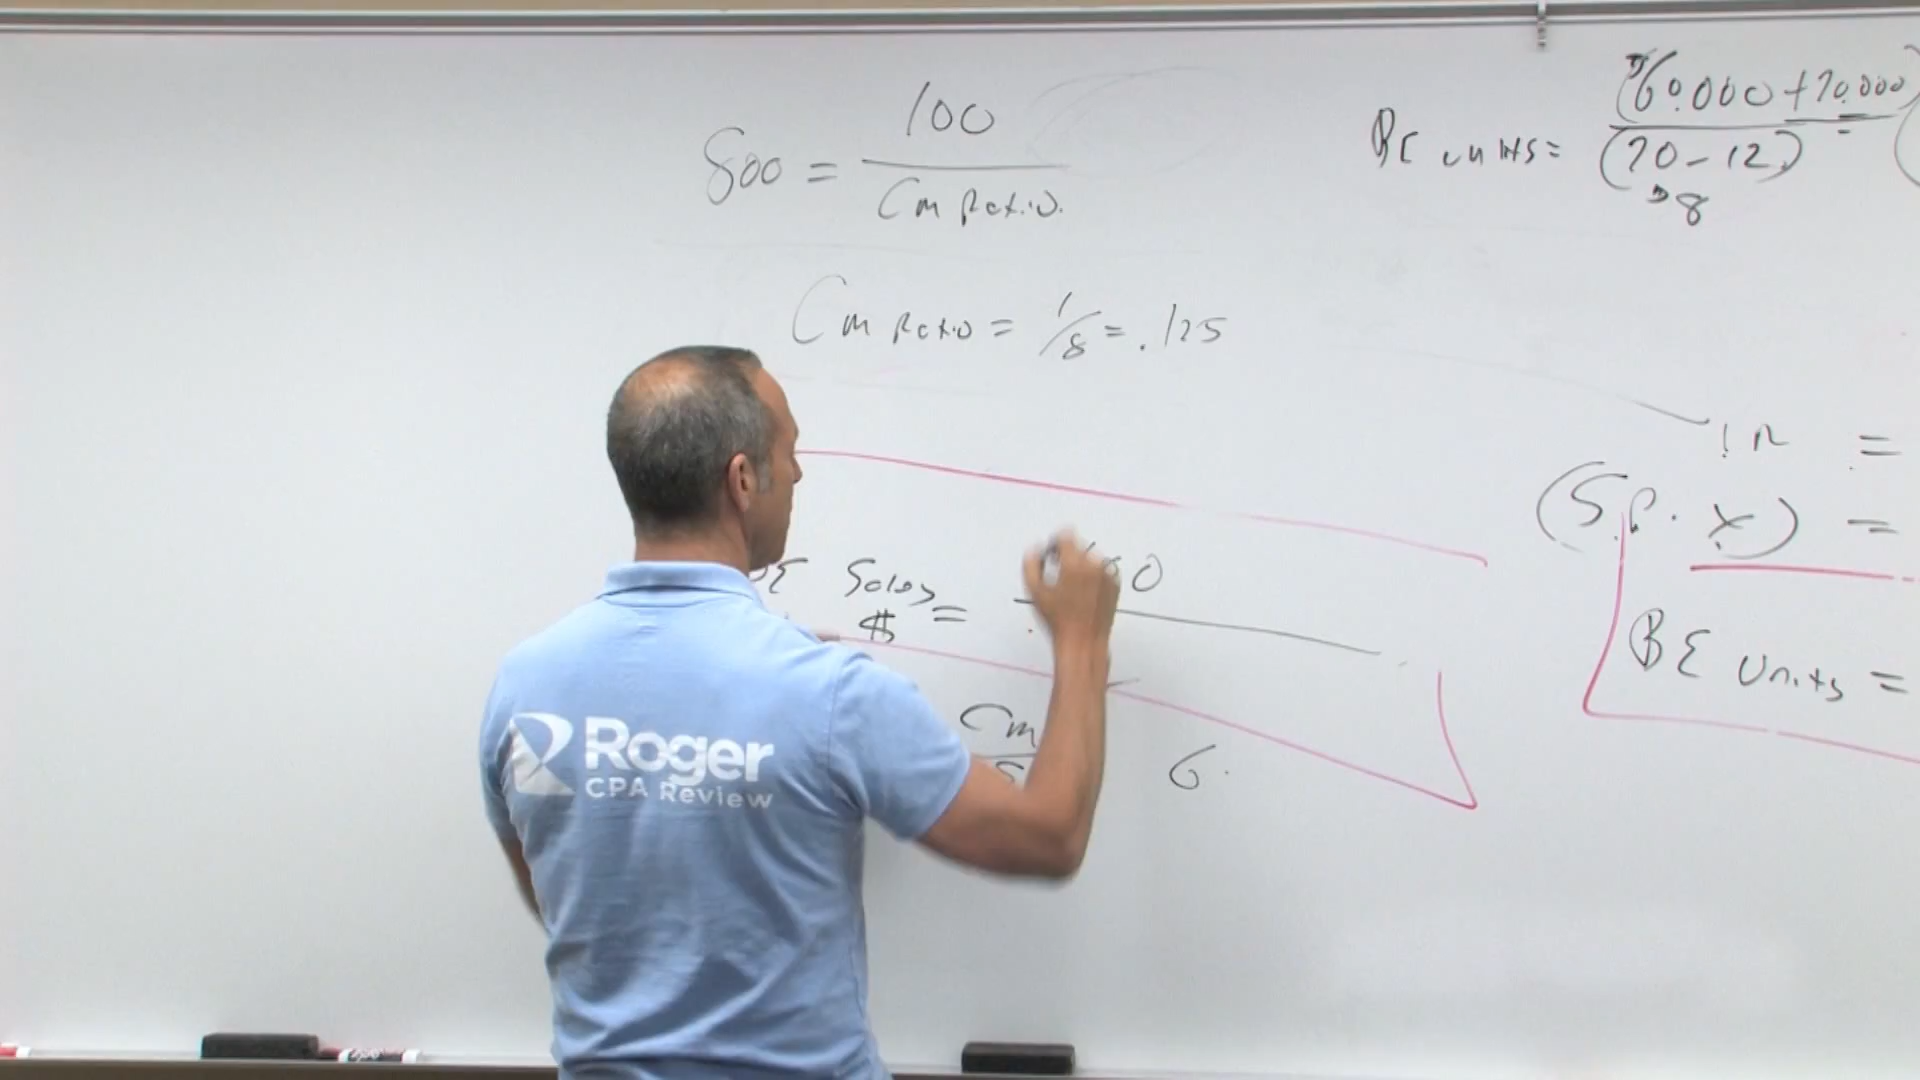 800 = 100
Cm Ratio.
Cm Ratio = 1/8 = .125
BE units = (60,000 + 20,000)
(20 - 12) =
8
(S.P. x) =
BE Units =
Sales $ =
Cm
6.
Roger
CPA Review